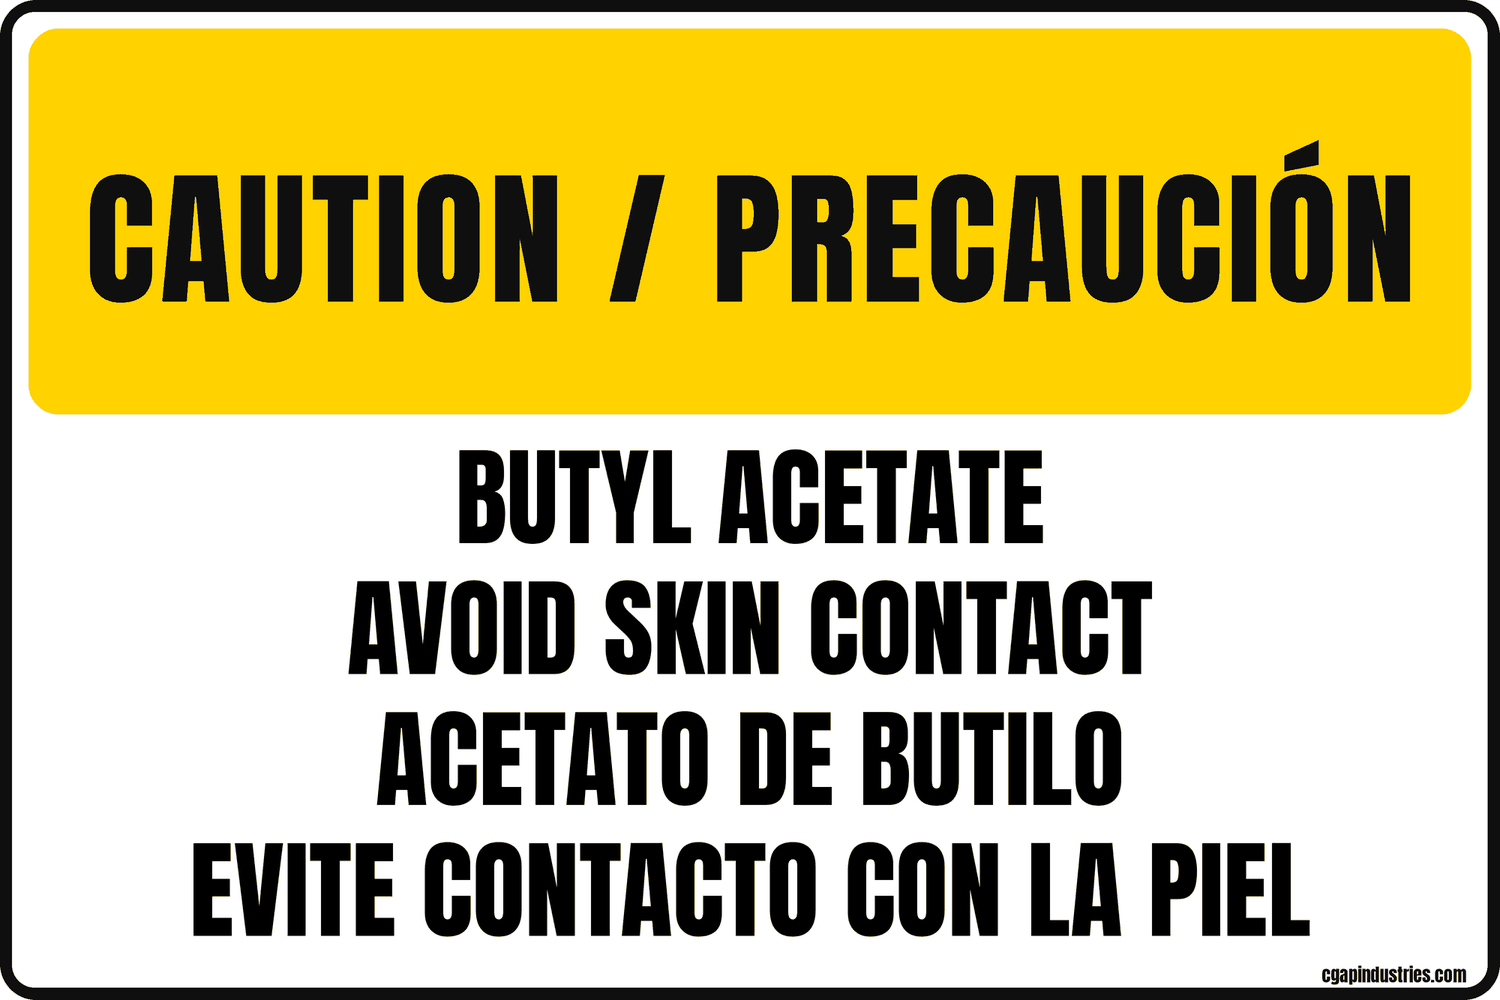 CAUTION / PRECAUCIÓN
BUTYL ACETATE
AVOID SKIN CONTACT
ACETATO DE BUTILO
EVITE CONTACTO CON LA PIEL
cgapindustries.com